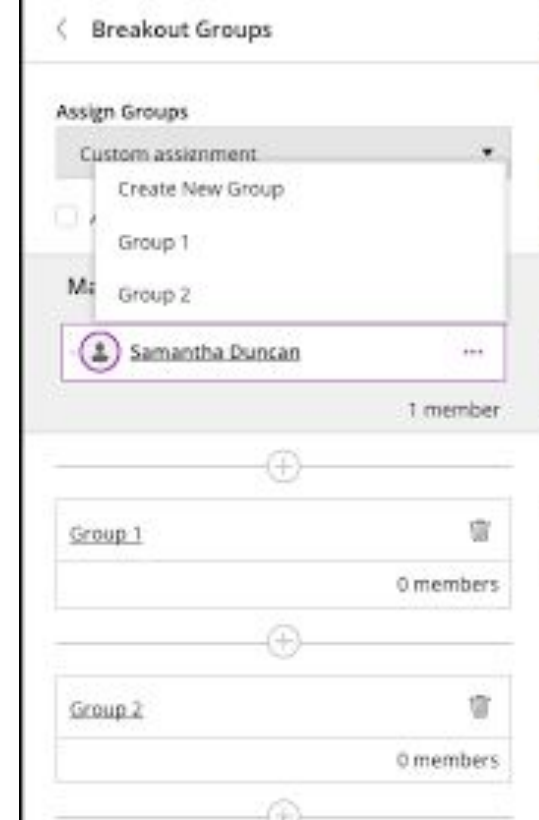 Breakout Groups
Assign Groups
Custom assignment
Create New Group
Group 1
Ma
Group 2
Samantha Duncan
1 member
Group 1
0 members
Group 2
0 members